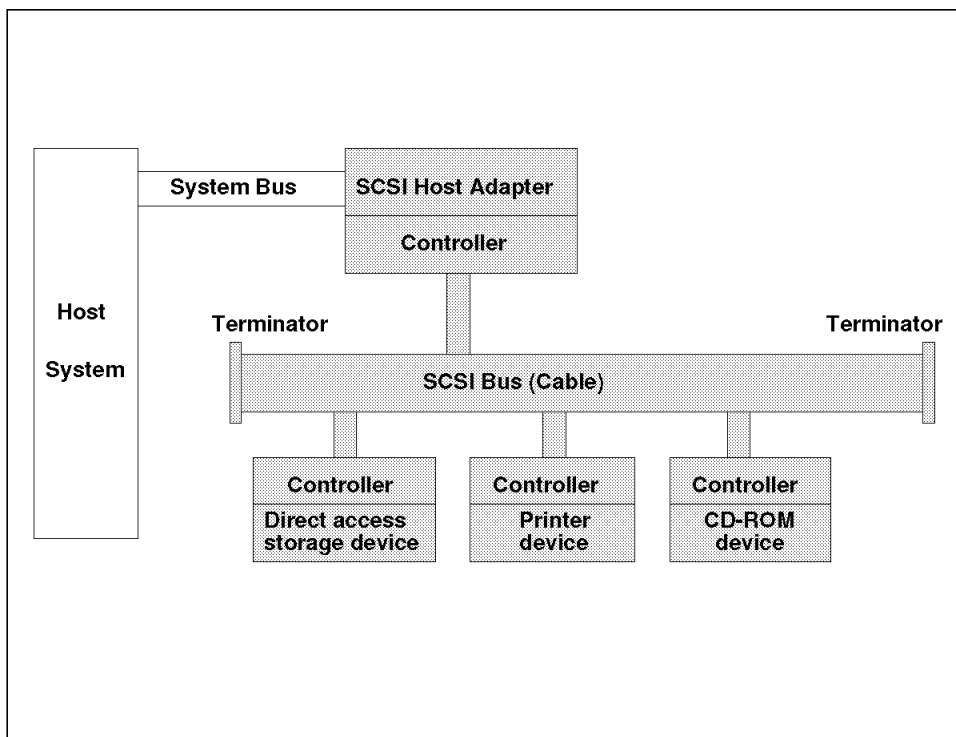 System Bus
SCSI Host Adapter
Controller
Host
System
Terminator
Terminator
SCSI Bus (Cable)
Controller
Direct access
storage device
Controller
Printer
device
Controller
CD-ROM
device